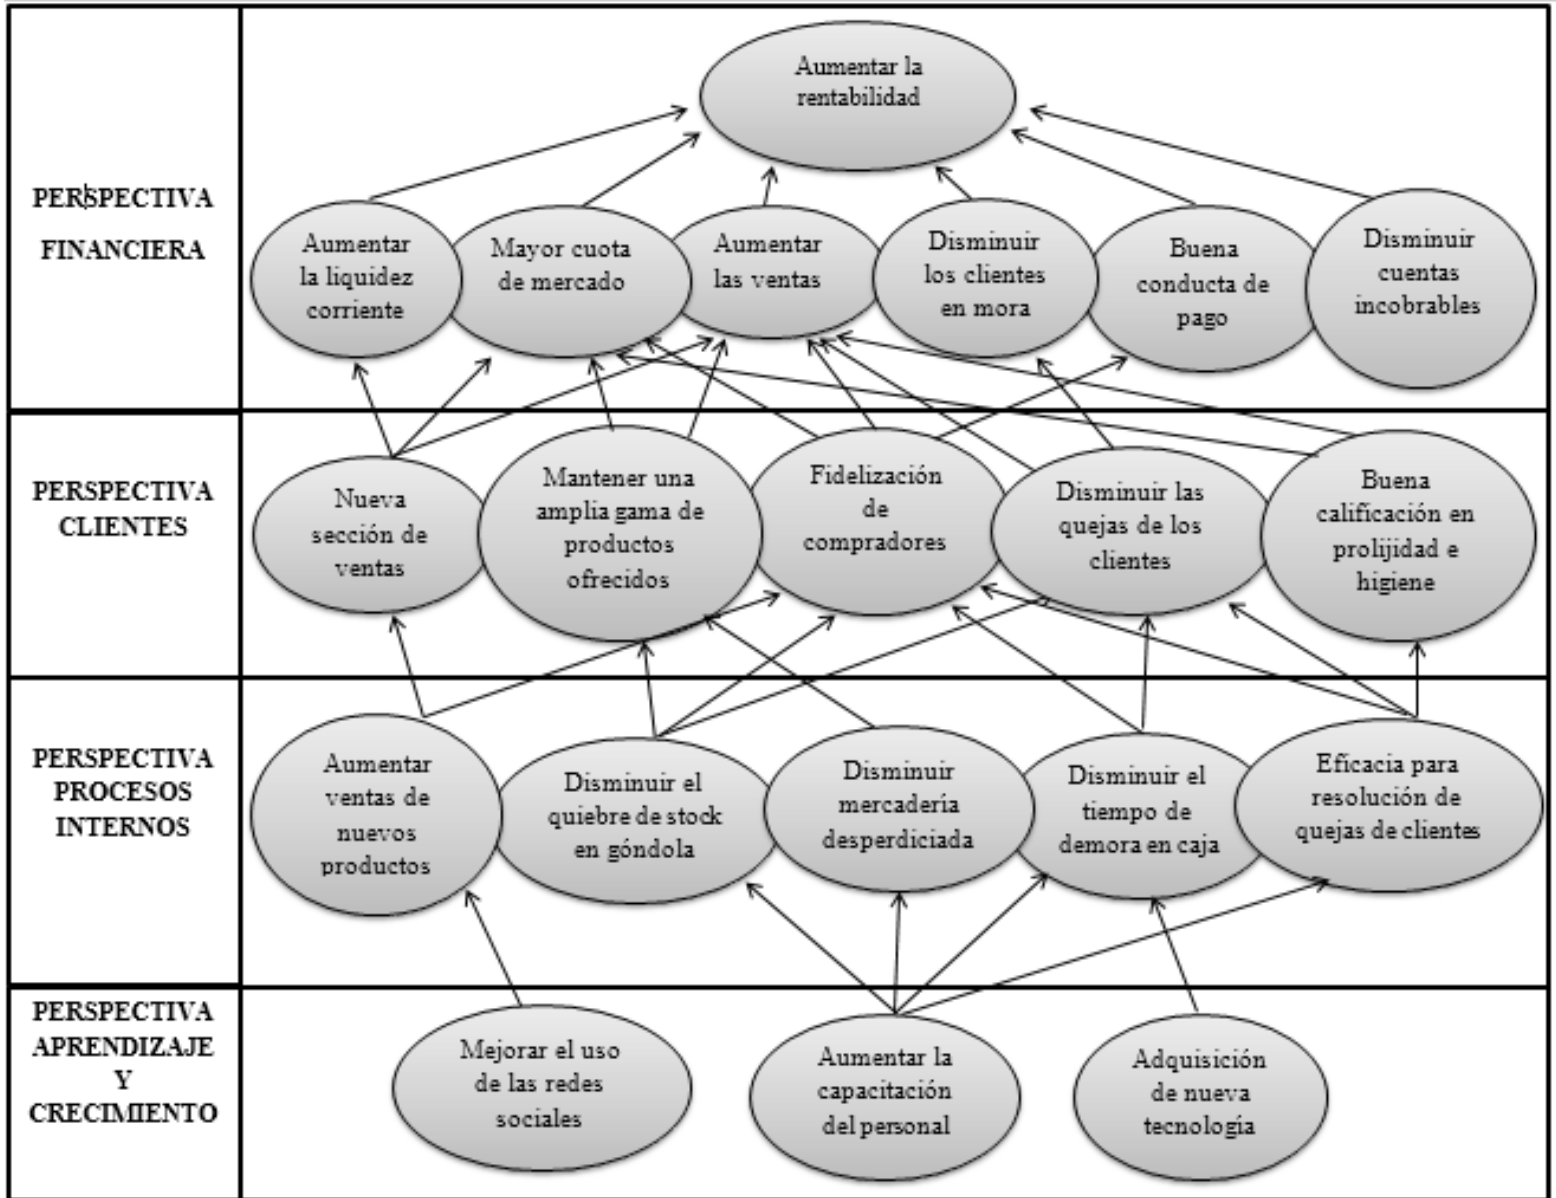 Aumentar la
rentabilidad
PERSPECTIVA
FINANCIERA
Aumentar
la liquidez
corriente
Mayor cuota
de mercado
Aumentar
las ventas
Disminuir
los clientes
en mora
Buena
conducta de
pago
Disminuir
cuentas
incobrables
PERSPECTIVA
CLIENTES
Nueva
sección de
ventas
Mantener una
amplia gama de
productos
ofrecidos
Fidelización
de
compradores
Disminuir las
quejas de los
clientes
Buena
calificación en
prolijidad e
higiene
PERSPECTIVA
PROCESOS
INTERNOS
Aumentar
ventas de
nuevos
productos
Disminuir el
quiebre de stock
en góndola
Disminuir
mercadería
desperdiciada
Disminuir el
tiempo de
demora en caja
Eficacia para
resolución de
quejas de clientes
PERSPECTIVA
APRENDIZAJE
Y
CRECIMIENTO
Mejorar el uso
de las redes
sociales
Aumentar la
capacitación
del personal
Adquisición
de nueva
tecnología